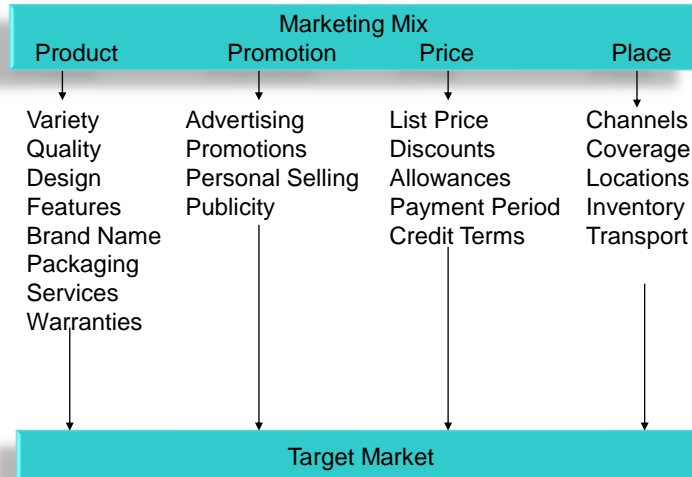 Marketing Mix
Product Promotion Price Place
Variety
Quality
Design
Features
Brand Name
Packaging
Services
Warranties
Advertising
Promotions
Personal Selling
Publicity
List Price
Discounts
Allowances
Payment Period
Credit Terms
Channels
Coverage
Locations
Inventory
Transport
Target Market